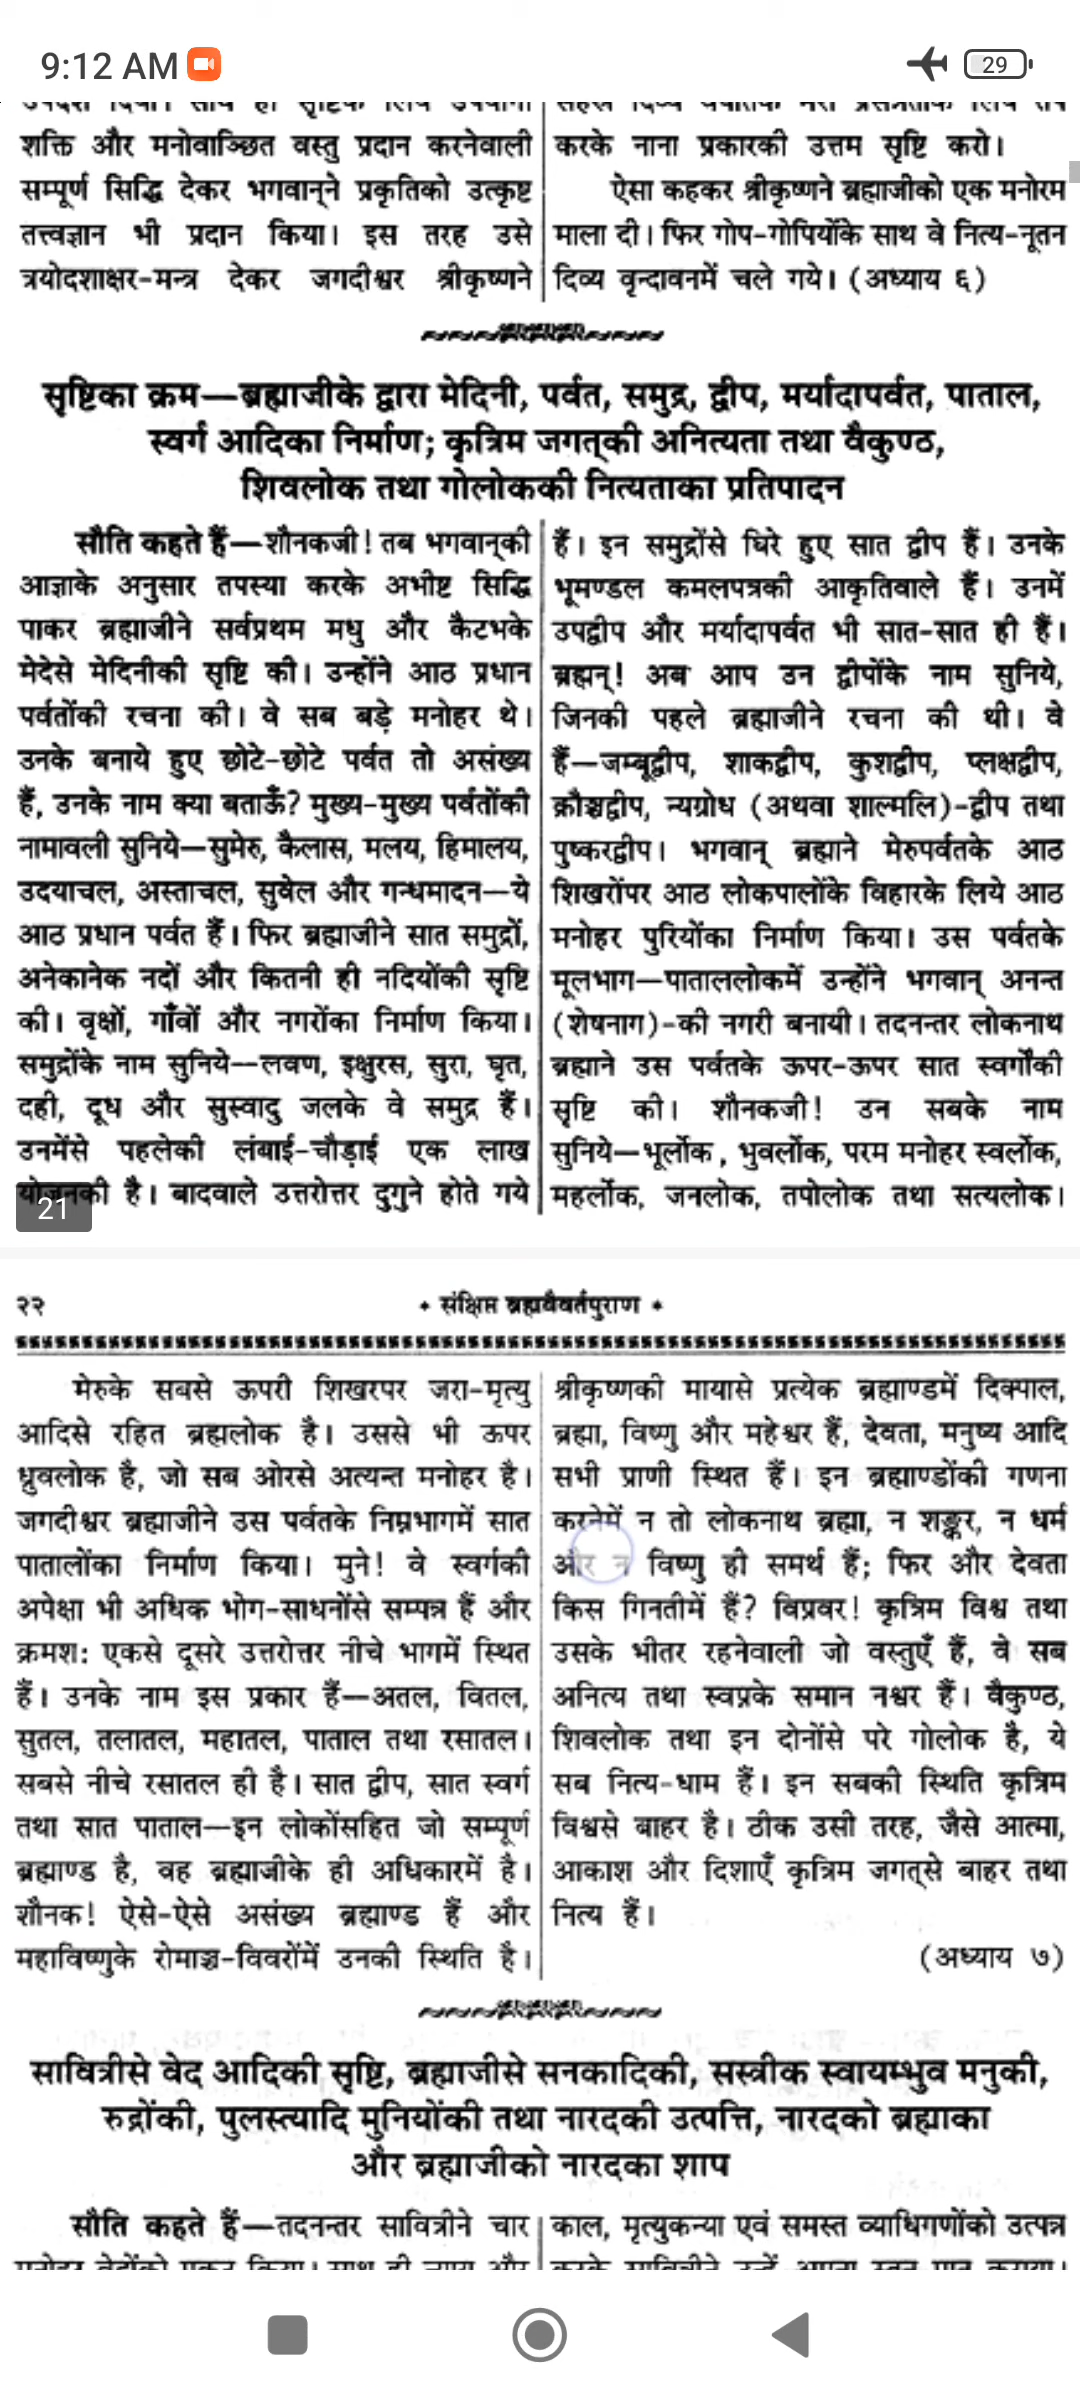 9:12 AM
29
शक्ति और मनोवाञ्छित वस्तु प्रदान करनेवाली
सम्पूर्ण सिद्धि देकर भगवान्‌ने प्रकृतिको उत्कृष्ट
तत्त्वज्ञान भी प्रदान किया। इस तरह उसे
त्रयोदशाक्षर-मन्त्र देकर जगदीश्वर श्रीकृष्णने
करके नाना प्रकारकी उत्तम सृष्टि करो।
ऐसा कहकर श्रीकृष्णने ब्रह्माजीको एक मनोरम
माला दी। फिर गोप-गोपियोंके साथ वे नित्य-नूतन
दिव्य वृन्दावनमें चले गये। (अध्याय ६)
सृष्टिका क्रम—ब्रह्माजीके द्वारा मेदिनी, पर्वत, समुद्र, द्वीप, मर्यादापर्वत, पाताल,
स्वर्ग आदिका निर्माण; कृत्रिम जगत्‌की अनित्यता तथा वैकुण्ठ,
शिवलोक तथा गोलोककी नित्यताका प्रतिपादन
सौति कहते हैं—शौनकजी! तब भगवान्‌की
आज्ञाके अनुसार तपस्या करके अभीष्ट सिद्धि
पाकर ब्रह्माजीने सर्वप्रथम मधु और कैटभके
मेदेसे मेदिनीकी सृष्टि की। उन्होंने आठ प्रधान
पर्वतोंकी रचना की। वे सब बड़े मनोहर थे।
उनके बनाये हुए छोटे-छोटे पर्वत तो असंख्य
हैं, उनके नाम क्या बताऊँ? मुख्य-मुख्य पर्वतोंकी
नामावली सुनिये—सुमेरु, कैलास, मलय, हिमालय,
उदयाचल, अस्ताचल, सुवेल और गन्धमादन—ये
आठ प्रधान पर्वत हैं। फिर ब्रह्माजीने सात समुद्रों,
अनेकानेक नदों और कितनी ही नदियोंकी सृष्टि
की। वृक्षों, गाँवों और नगरोंका निर्माण किया।
समुद्रोंके नाम सुनिये—लवण, इक्षुरस, सुरा, घृत,
दही, दूध और सुस्वादु जलके वे समुद्र हैं।
उनमेंसे पहलेकी लंबाई-चौड़ाई एक लाख
योजनकी है। बादवाले उत्तरोत्तर दुगुने होते गये
21
हैं। इन समुद्रोंसे घिरे हुए सात द्वीप हैं। उनके
भूमण्डल कमलपत्रकी आकृतिवाले हैं। उनमें
उपद्वीप और मर्यादापर्वत भी सात-सात ही हैं।
ब्रह्मन्! अब आप उन द्वीपोंके नाम सुनिये,
जिनकी पहले ब्रह्माजीने रचना की थी। वे
हैं—जम्बूद्वीप, शाकद्वीप, कुशद्वीप, प्लक्षद्वीप,
क्रौञ्चद्वीप, न्यग्रोध (अथवा शाल्मलि)-द्वीप तथा
पुष्करद्वीप। भगवान् ब्रह्माने मेरुपर्वतके आठ
शिखरोंपर आठ लोकपालोंके विहारके लिये आठ
मनोहर पुरियोंका निर्माण किया। उस पर्वतके
मूलभाग—पाताललोकमें उन्होंने भगवान् अनन्त
(शेषनाग)-की नगरी बनायी। तदनन्तर लोकनाथ
ब्रह्माने उस पर्वतके ऊपर-ऊपर सात स्वर्गोंकी
सृष्टि की। शौनकजी! उन सबके नाम
सुनिये—भूर्लोक, भुवर्लोक, परम मनोहर स्वर्लोक,
महर्लोक, जनलोक, तपोलोक तथा सत्यलोक।
२२
* संक्षिप्त ब्रह्मवैवर्तपुराण *
मेरुके सबसे ऊपरी शिखरपर जरा-मृत्यु
आदिसे रहित ब्रह्मलोक है। उससे भी ऊपर
ध्रुवलोक है, जो सब ओरसे अत्यन्त मनोहर है।
जगदीश्वर ब्रह्माजीने उस पर्वतके निम्नभागमें सात
पातालोंका निर्माण किया। मुने! वे स्वर्गकी
अपेक्षा भी अधिक भोग-साधनोंसे सम्पन्न हैं और
क्रमशः एकसे दूसरे उत्तरोत्तर नीचे भागमें स्थित
हैं। उनके नाम इस प्रकार हैं—अतल, वितल,
सुतल, तलातल, महातल, पाताल तथा रसातल।
सबसे नीचे रसातल ही है। सात द्वीप, सात स्वर्ग
तथा सात पाताल—इन लोकोंसहित जो सम्पूर्ण
ब्रह्माण्ड है, वह ब्रह्माजीके ही अधिकारमें है।
शौनक! ऐसे-ऐसे असंख्य ब्रह्माण्ड हैं और
महाविष्णुके रोमाञ्च-विवरोंमें उनकी स्थिति है।
श्रीकृष्णकी मायासे प्रत्येक ब्रह्माण्डमें दिक्पाल,
ब्रह्मा, विष्णु और महेश्वर हैं, देवता, मनुष्य आदि
सभी प्राणी स्थित हैं। इन ब्रह्माण्डोंकी गणना
करनेमें न तो लोकनाथ ब्रह्मा, न शङ्कर, न धर्म
और न विष्णु ही समर्थ हैं; फिर और देवता
किस गिनतीमें हैं? विप्रवर! कृत्रिम विश्व तथा
उसके भीतर रहनेवाली जो वस्तुएँ हैं, वे सब
अनित्य तथा स्वप्नके समान नश्वर हैं। वैकुण्ठ,
शिवलोक तथा इन दोनोंसे परे गोलोक है, ये
सब नित्य-धाम हैं। इन सबकी स्थिति कृत्रिम
विश्वसे बाहर है। ठीक उसी तरह, जैसे आत्मा,
आकाश और दिशाएँ कृत्रिम जगत्‌से बाहर तथा
नित्य हैं।
(अध्याय ७)
सावित्रीसे वेद आदिकी सृष्टि, ब्रह्माजीसे सनकादिकी, सस्त्रीक स्वायम्भुव मनुकी,
रुद्रोंकी, पुलस्त्यादि मुनियोंकी तथा नारदकी उत्पत्ति, नारदको ब्रह्माका
और ब्रह्माजीको नारदका शाप
सौति कहते हैं—तदनन्तर सावित्रीने चार
काल, मृत्युकन्या एवं समस्त व्याधिगणोंको उत्पन्न